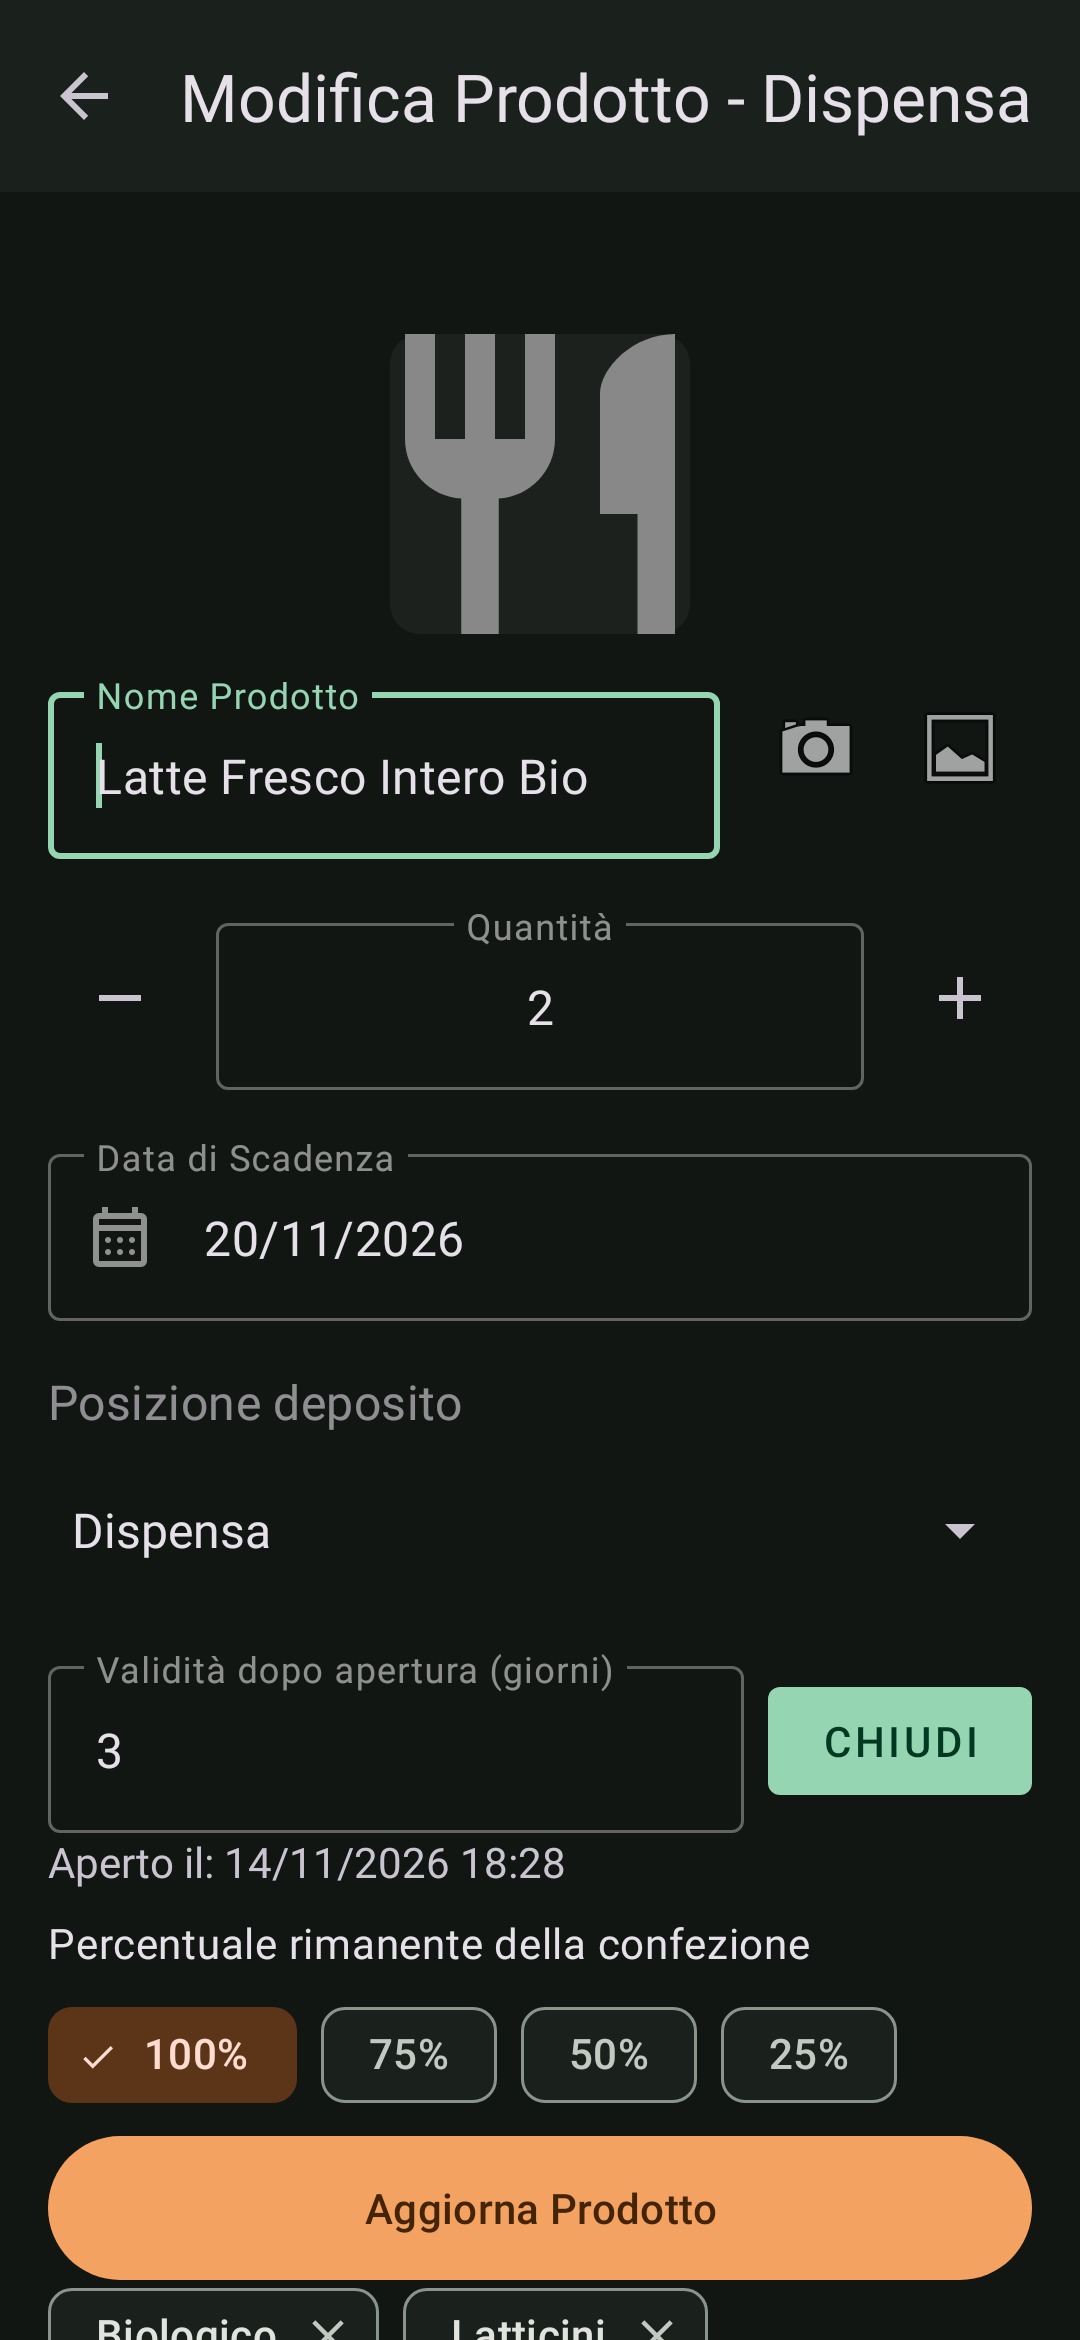 Modifica Prodotto - Dispensa
Nome Prodotto
Latte Fresco Intero Bio
Quantità
2
Data di Scadenza
20/11/2026
Posizione deposito
Dispensa
Validità dopo apertura (giorni)
3
CHIUDI
Aperto il: 14/11/2026 18:28
Percentuale rimanente della confezione
100%
75%
50%
25%
Aggiorna Prodotto
Biologico
Latticini